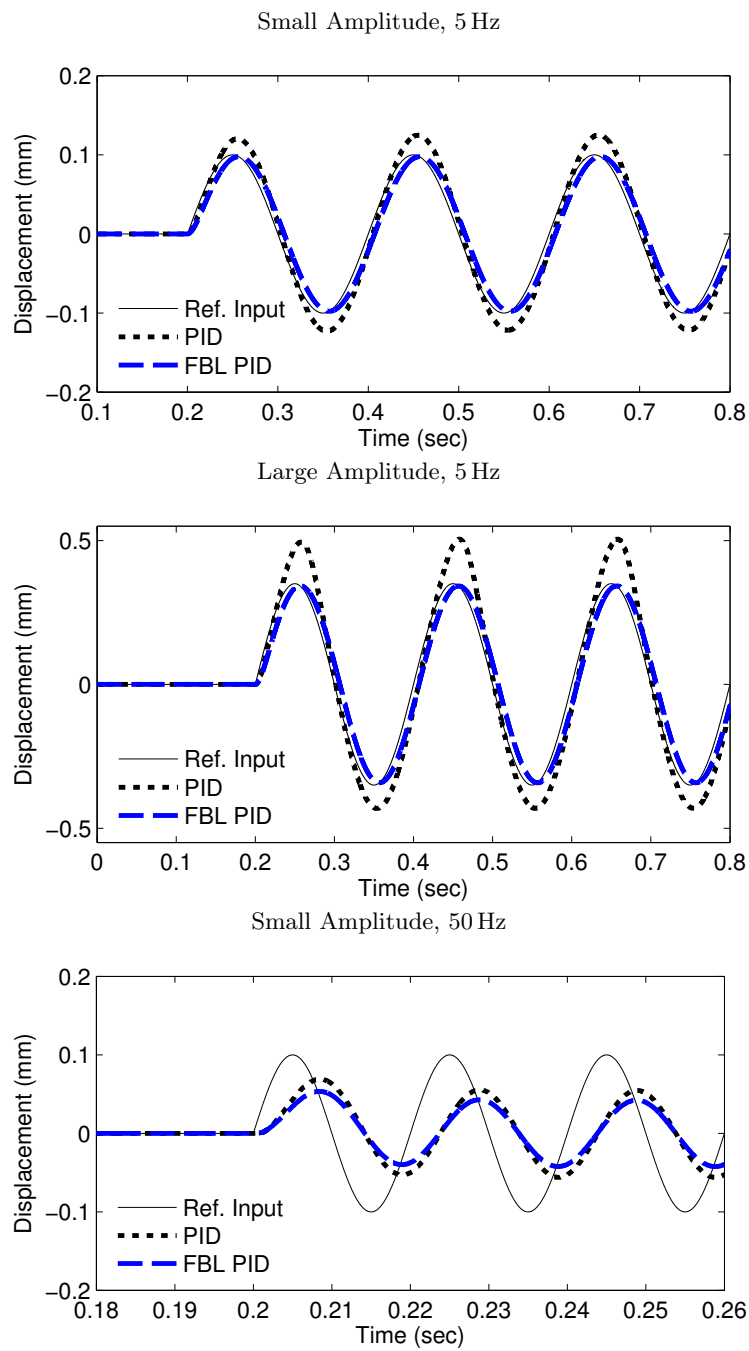 Small Amplitude, 5 Hz
0.2
0.1
0
−0.1
−0.2
Displacement (mm)
Ref. Input
PID
FBL PID
0.1 0.2 0.3 0.4 0.5 0.6 0.7 0.8
Time (sec)
Large Amplitude, 5 Hz
0.5
0
−0.5
Displacement (mm)
Ref. Input
PID
FBL PID
0 0.1 0.2 0.3 0.4 0.5 0.6 0.7 0.8
Time (sec)
Small Amplitude, 50 Hz
0.2
0.1
0
−0.1
−0.2
Displacement (mm)
Ref. Input
PID
FBL PID
0.18 0.19 0.2 0.21 0.22 0.23 0.24 0.25 0.26
Time (sec)